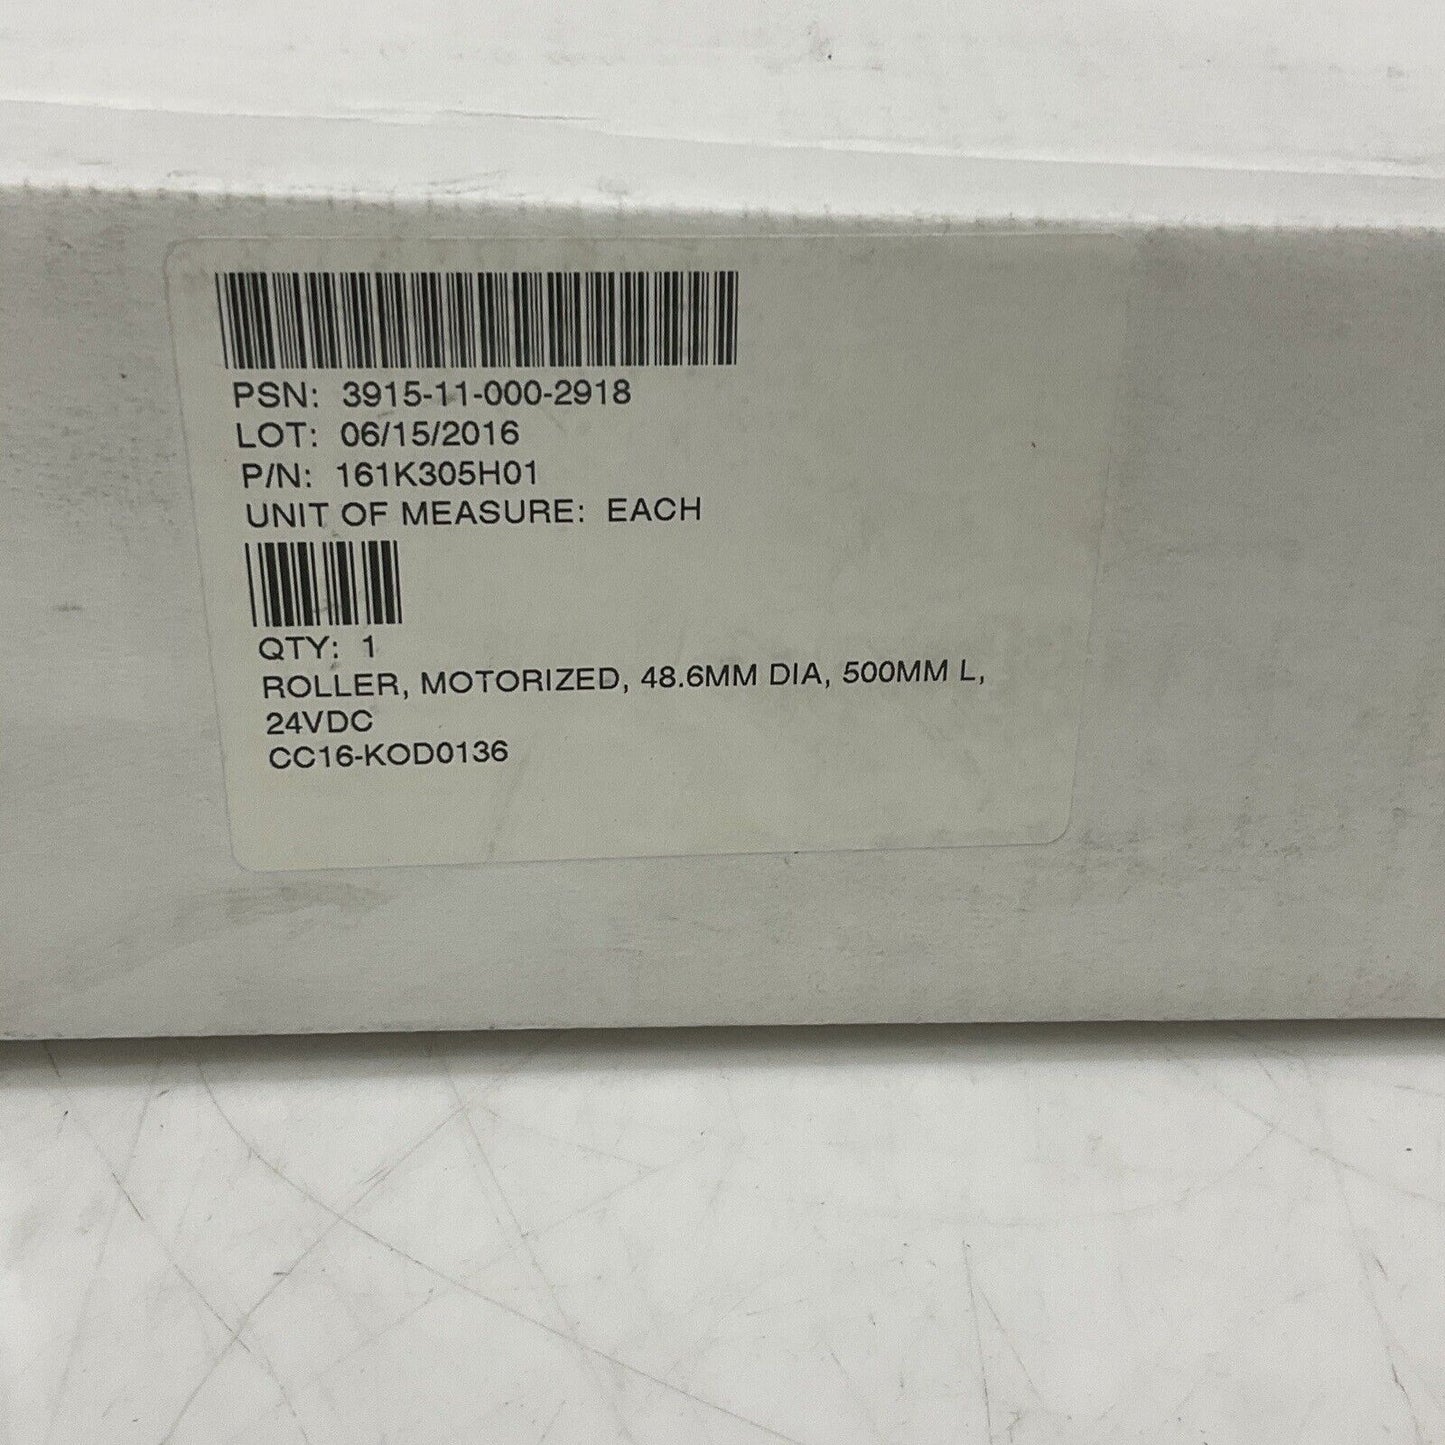 PSN: 3915-11-000-2918
LOT: 06/15/2016
P/N: 161K305H01
UNIT OF MEASURE: EACH
QTY: 1
ROLLER, MOTORIZED, 48.6MM DIA, 500MM L,
24VDC
CC16-KOD0136